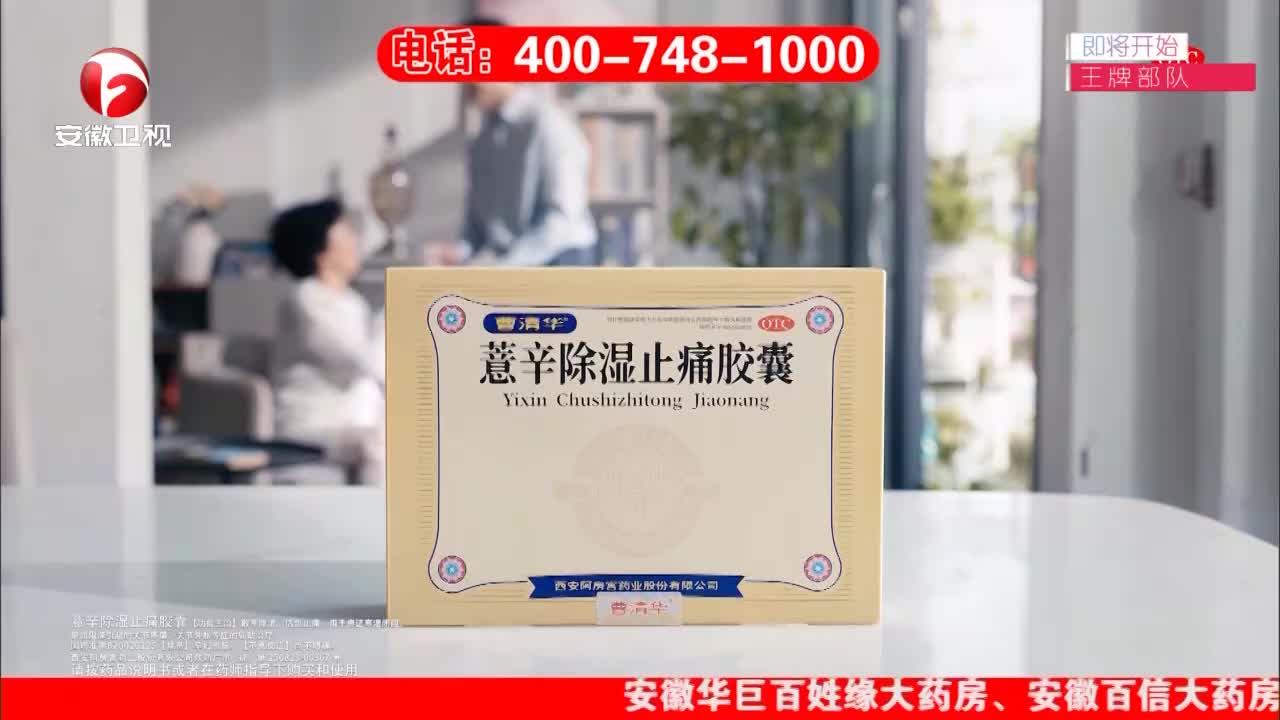 电话：400-748-1000
即将开始
王牌部队
安徽卫视
曹清华®
OTC
薏辛除湿止痛胶囊
Yixin Chushizhitong Jiaonang
西安阿房宫药业股份有限公司
曹清华
薏辛除湿止痛胶囊
请按药品说明书或者在药师指导下购买和使用
安徽华巨百姓缘大药房、安徽百信大药房